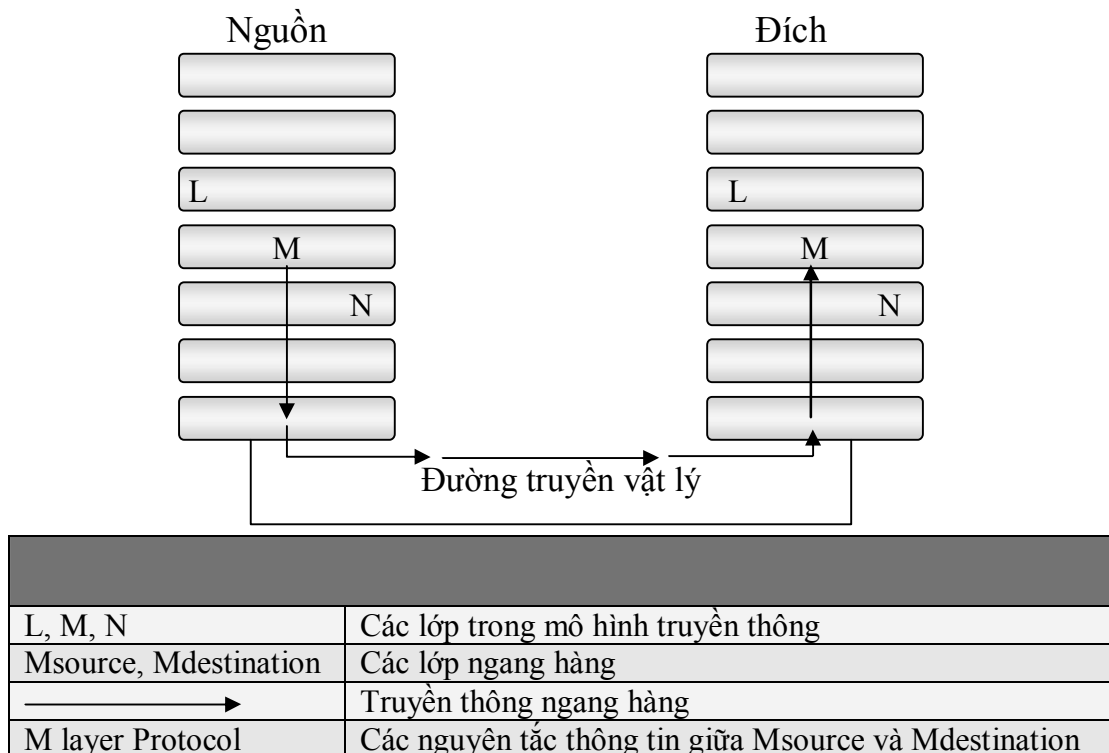 Nguồn Đích
L L
M M
N N
Đường truyền vật lý
L, M, N Các lớp trong mô hình truyền thông
Msource, Mdestination Các lớp ngang hàng
Truyền thông ngang hàng
M layer Protocol Các nguyên tắc thông tin giữa Msource và Mdestination